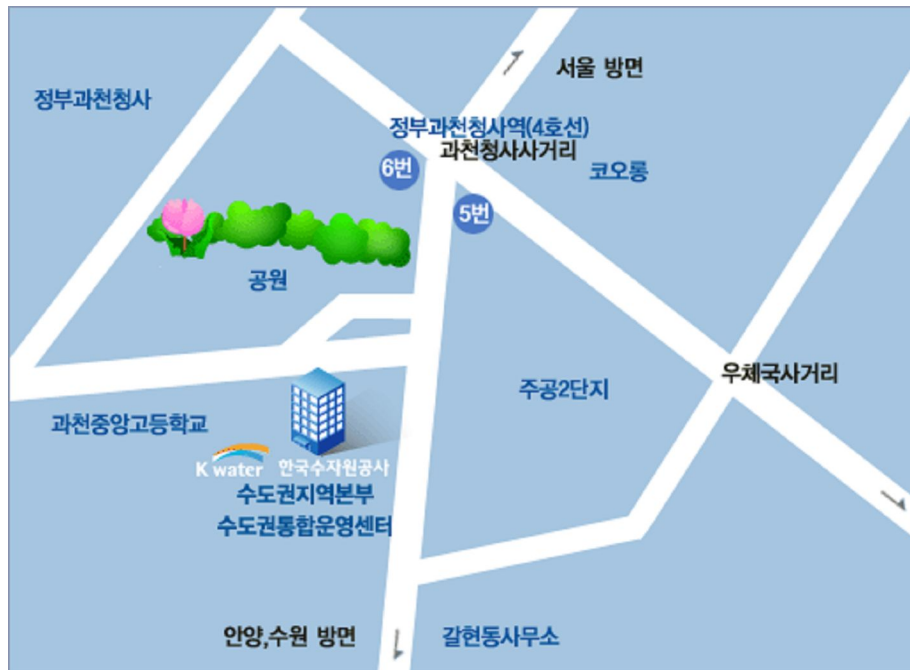 서울 방면
정부과천청사
정부과천청사역(4호선)
과천청사사거리
6번
코오롱
5번
공원
우체국사거리
주공2단지
과천중앙고등학교
K water 한국수자원공사
수도권지역본부
수도권통합운영센터
안양,수원 방면
갈현동사무소